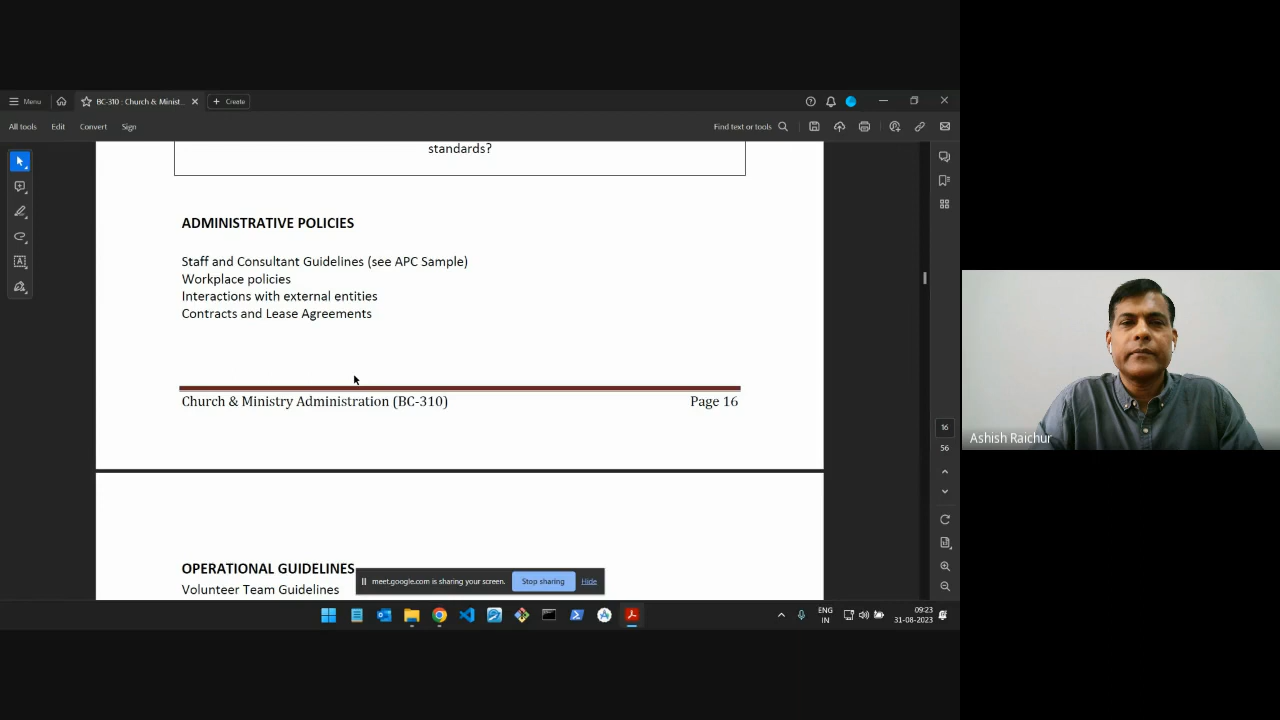 Menu
BC-310 : Church & Minist...
Create
All tools
Edit
Convert
Sign
Find text or tools
standards?
ADMINISTRATIVE POLICIES
Staff and Consultant Guidelines (see APC Sample)
Workplace policies
Interactions with external entities
Contracts and Lease Agreements
Church & Ministry Administration (BC-310) Page 16
16
56
OPERATIONAL GUIDELINES
Volunteer Team Guidelines
meet.google.com is sharing your screen.
Stop sharing
Hide
ENG
IN
09:23
31-08-2023
Ashish Raichur